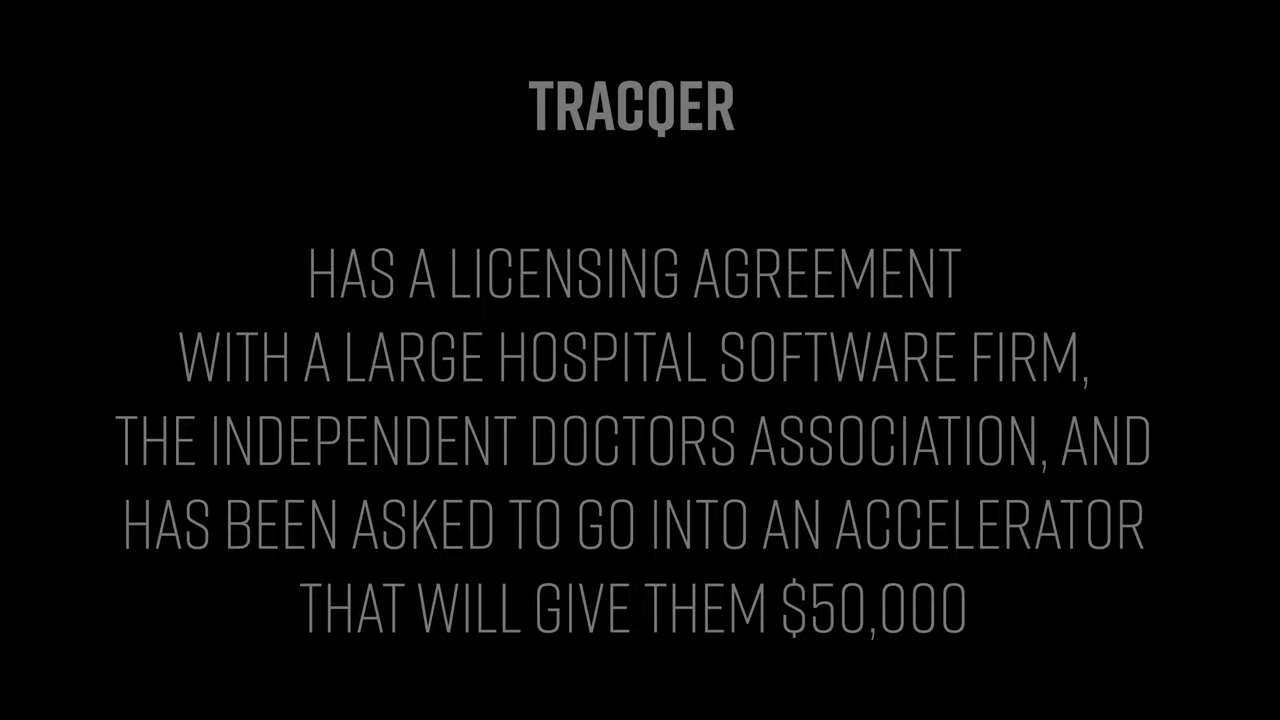 TRACQER
HAS A LICENSING AGREEMENT
WITH A LARGE HOSPITAL SOFTWARE FIRM,
THE INDEPENDENT DOCTORS ASSOCIATION, AND
HAS BEEN ASKED TO GO INTO AN ACCELERATOR
THAT WILL GIVE THEM $50,000